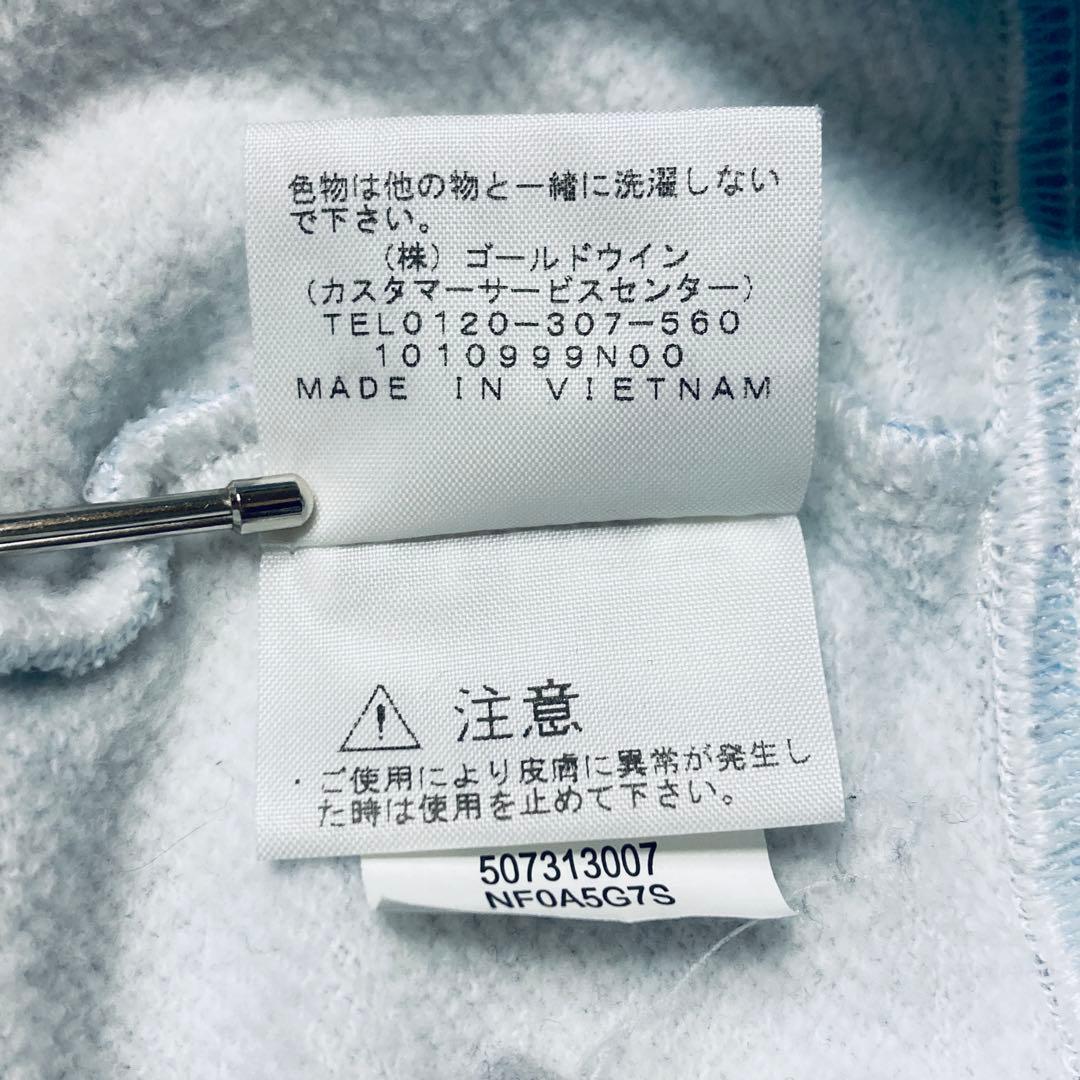 色物は他の物と一緒に洗濯しない
で下さい。
(株) ゴールドウイン
(カスタマーサービスセンター)
TEL0120-307-560
1010999N00
MADE IN VIETNAM
注意
・ご使用により皮膚に異常が発生し
た時は使用を止めて下さい。
507313007
NF0A5G7S